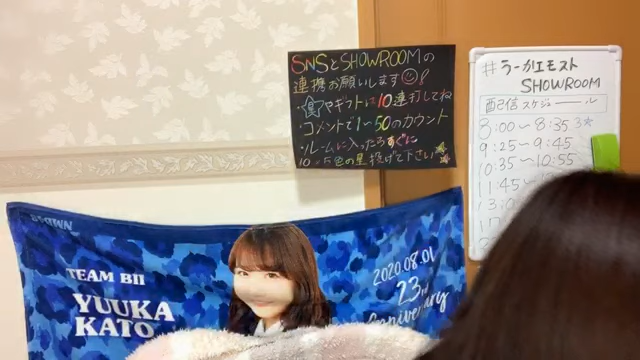 SNSとSHOWROOMの
連携お願いします
・星やギフトは10連打してね
・コメントで1〜50のカウント
・ルームに入ったらすぐに
10×5色の星投げて下さい
#うーかエモスト
SHOWROOM
配信スケジュール
8:00〜8:35
9:25〜9:45
10:35〜10:55
11:45〜
TEAM BII
YUUKA
KATO
2020.08.01
23rd
Anniversary